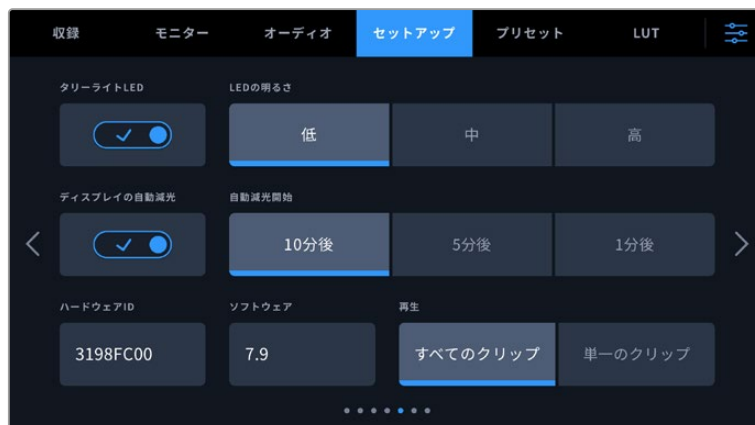 収録 モニター オーディオ セットアップ プリセット LUT
タリーライトLED LEDの明るさ
低 中 高
ディスプレイの自動減光 自動減光開始
10分後 5分後 1分後
ハードウェアID ソフトウェア 再生
3198FC00 7.9 すべてのクリップ 単一のクリップ